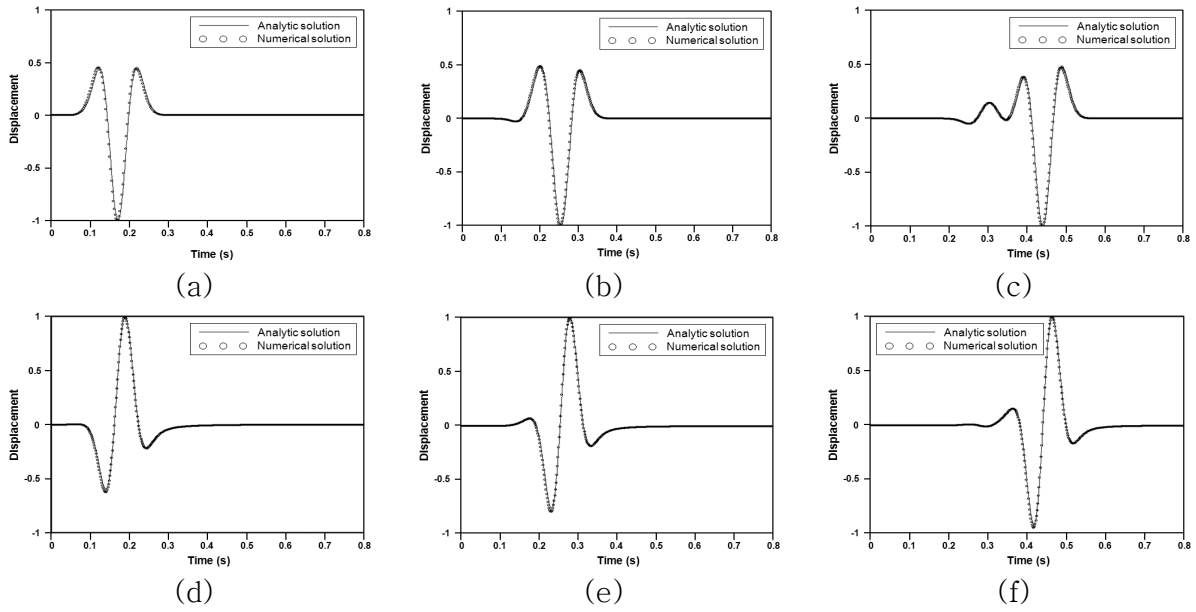 1
0.5
0
-0.5
-1
Displacement
Analytic solution
Numerical solution
0 0.1 0.2 0.3 0.4 0.5 0.6 0.7 0.8
Time (s)
(a)
1
0.5
0
-0.5
-1
Displacement
Analytic solution
Numerical solution
0 0.1 0.2 0.3 0.4 0.5 0.6 0.7 0.8
Time (s)
(b)
1
0.5
0
-0.5
-1
Displacement
Analytic solution
Numerical solution
0 0.1 0.2 0.3 0.4 0.5 0.6 0.7 0.8
Time (s)
(c)
1
0.5
0
-0.5
-1
Displacement
Analytic solution
Numerical solution
0 0.1 0.2 0.3 0.4 0.5 0.6 0.7 0.8
Time (s)
(d)
1
0.5
0
-0.5
-1
Displacement
Analytic solution
Numerical solution
0 0.1 0.2 0.3 0.4 0.5 0.6 0.7 0.8
Time (s)
(e)
1
0.5
0
-0.5
-1
Displacement
Analytic solution
Numerical solution
0 0.1 0.2 0.3 0.4 0.5 0.6 0.7 0.8
Time (s)
(f)